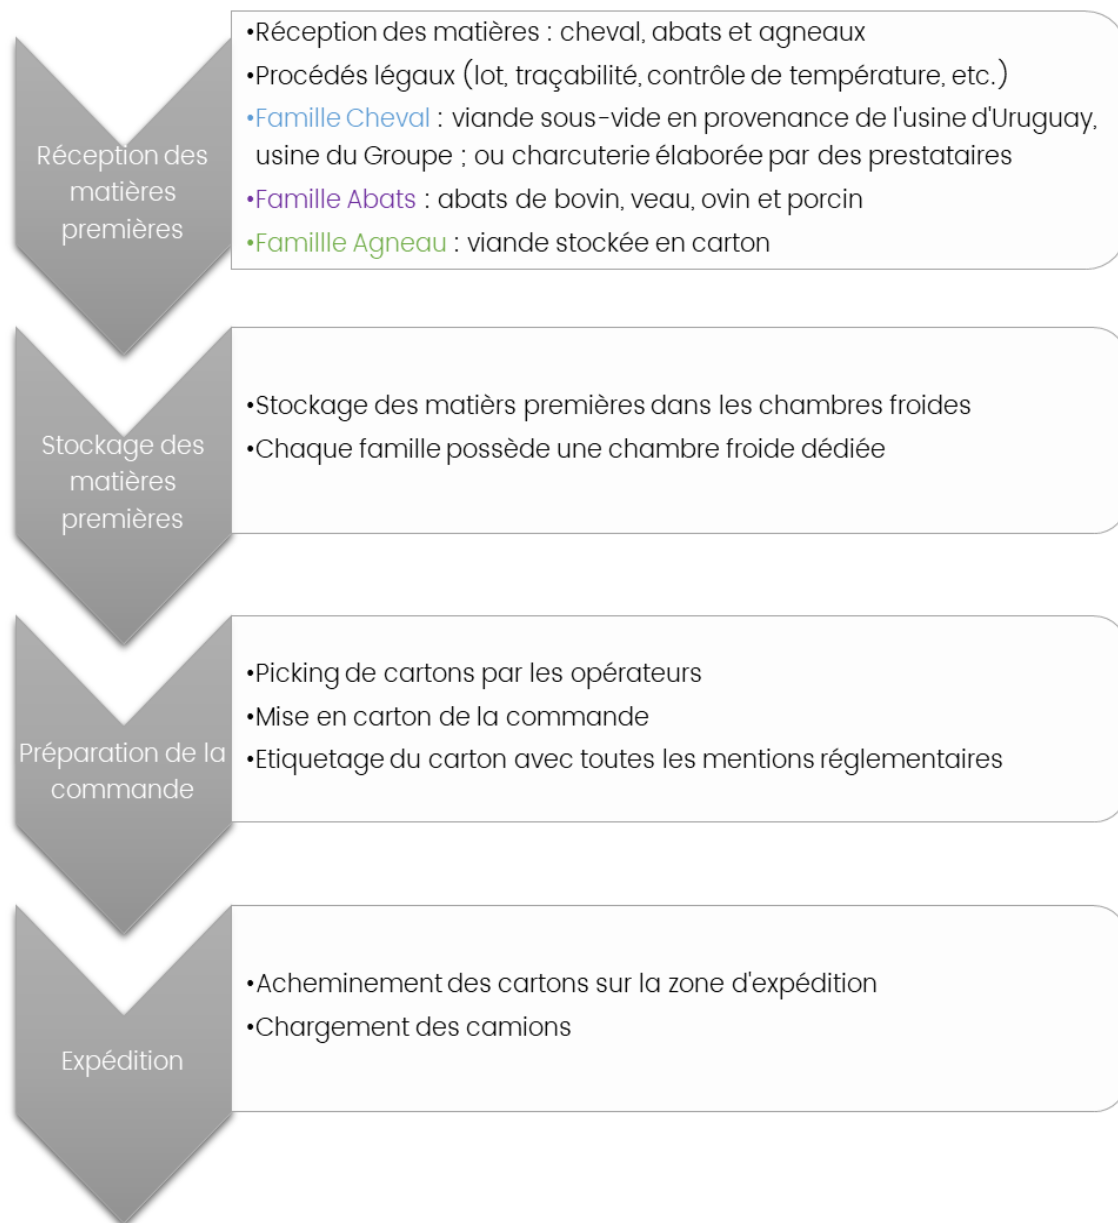 Réception des
matières
premières
•Réception des matières : cheval, abats et agneaux
•Procédés légaux (lot, traçabilité, contrôle de température, etc.)
•Famille Cheval : viande sous-vide en provenance de l'usine d'Uruguay,
usine du Groupe ; ou charcuterie élaborée par des prestataires
•Famille Abats : abats de bovin, veau, ovin et porcin
•Famillle Agneau : viande stockée en carton
Stockage des
matières
premières
•Stockage des matièrs premières dans les chambres froides
•Chaque famille possède une chambre froide dédiée
Préparation de la
commande
•Picking de cartons par les opérateurs
•Mise en carton de la commande
•Etiquetage du carton avec toutes les mentions réglementaires
Expédition
•Acheminement des cartons sur la zone d'expédition
•Chargement des camions